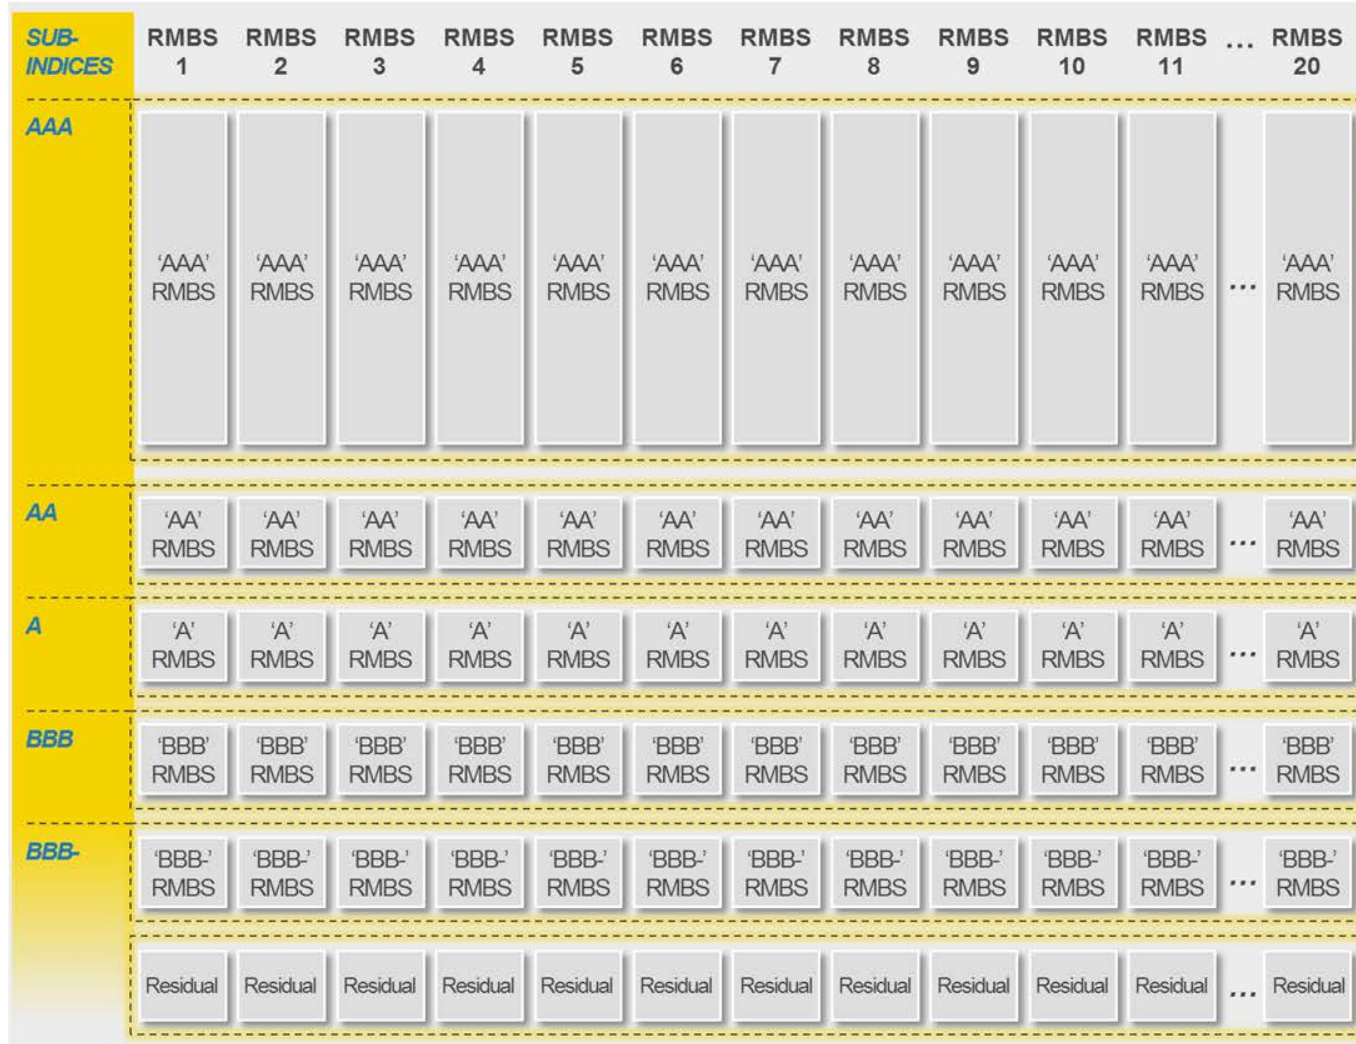 SUB-
INDICES
RMBS 1 RMBS 2 RMBS 3 RMBS 4 RMBS 5 RMBS 6 RMBS 7 RMBS 8 RMBS 9 RMBS 10 RMBS 11 ... RMBS 20
AAA
‘AAA’ ‘AAA’ ‘AAA’ ‘AAA’ ‘AAA’ ‘AAA’ ‘AAA’ ‘AAA’ ‘AAA’ ‘AAA’ ‘AAA’ ‘AAA’
RMBS RMBS RMBS RMBS RMBS RMBS RMBS RMBS RMBS RMBS RMBS ... RMBS
AA
‘AA’ ‘AA’ ‘AA’ ‘AA’ ‘AA’ ‘AA’ ‘AA’ ‘AA’ ‘AA’ ‘AA’ ‘AA’ ‘AA’
RMBS RMBS RMBS RMBS RMBS RMBS RMBS RMBS RMBS RMBS RMBS ... RMBS
A
‘A’ ‘A’ ‘A’ ‘A’ ‘A’ ‘A’ ‘A’ ‘A’ ‘A’ ‘A’ ‘A’ ‘A’
RMBS RMBS RMBS RMBS RMBS RMBS RMBS RMBS RMBS RMBS RMBS ... RMBS
BBB
‘BBB’ ‘BBB’ ‘BBB’ ‘BBB’ ‘BBB’ ‘BBB’ ‘BBB’ ‘BBB’ ‘BBB’ ‘BBB’ ‘BBB’ ‘BBB’
RMBS RMBS RMBS RMBS RMBS RMBS RMBS RMBS RMBS RMBS RMBS ... RMBS
BBB-
‘BBB-’ ‘BBB-’ ‘BBB-’ ‘BBB-’ ‘BBB-’ ‘BBB-’ ‘BBB-’ ‘BBB-’ ‘BBB-’ ‘BBB-’ ‘BBB-’ ‘BBB-’
RMBS RMBS RMBS RMBS RMBS RMBS RMBS RMBS RMBS RMBS RMBS ... RMBS
Residual Residual Residual Residual Residual Residual Residual Residual Residual Residual Residual ... Residual